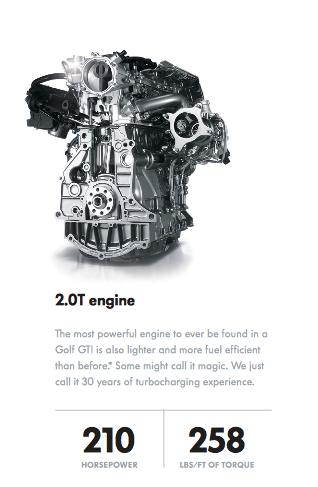 2.0T engine
The most powerful engine to ever be found in a
Golf GTI is also lighter and more fuel efficient
than before.* Some might call it magic. We just
call it 30 years of turbocharging experience.
210 258
HORSEPOWER LBS/FT OF TORQUE